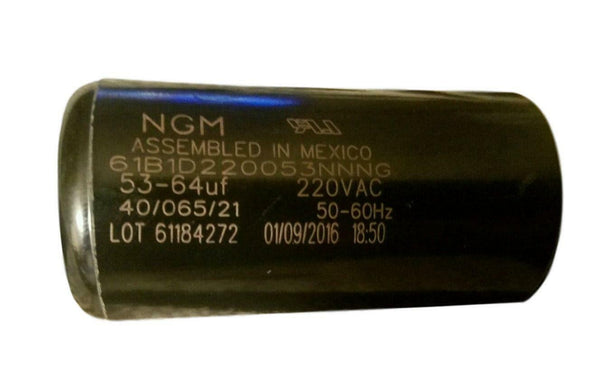 NGM
ASSEMBLED IN MEXICO
61B1D220053NNNG
53-64uf 220VAC
40/065/21 50-60Hz
LOT 61184272 01/09/2016 18:50